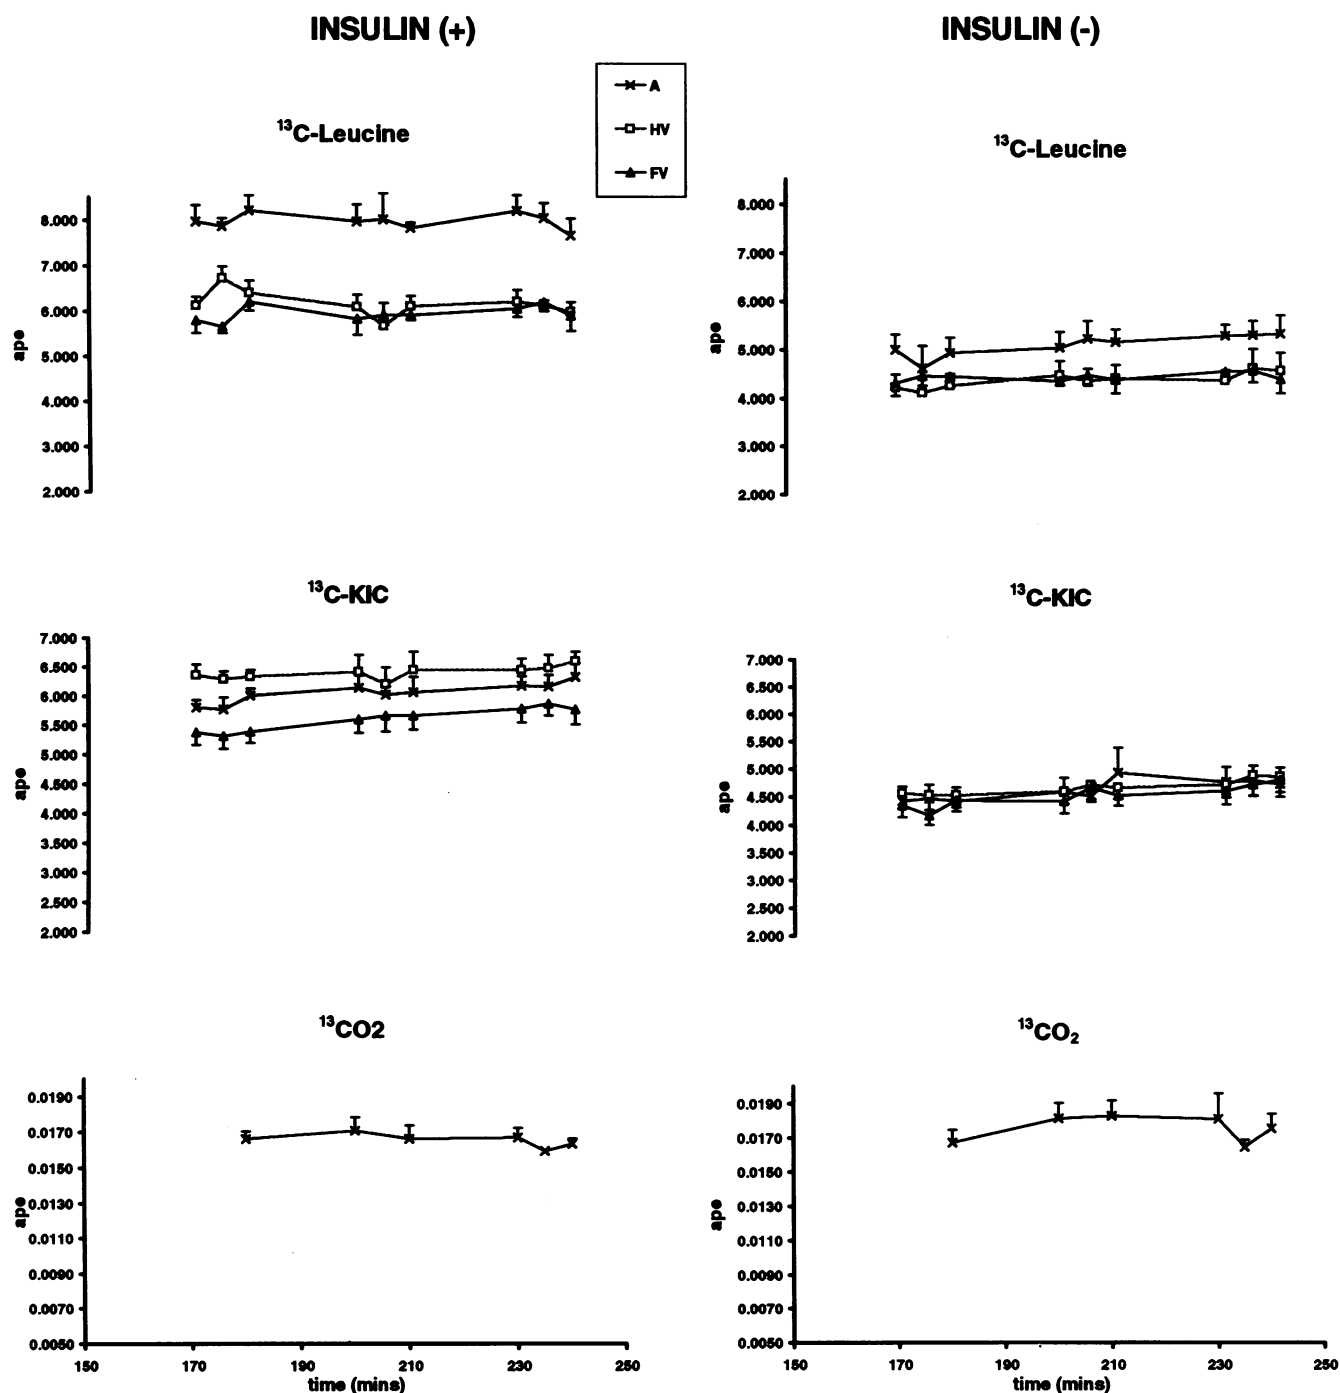 INSULIN (+)
INSULIN (-)
A
HV
FV
¹³C-Leucine
8.000
7.000
6.000
5.000
4.000
3.000
2.000
ape
¹³C-Leucine
8.000
7.000
6.000
5.000
4.000
3.000
2.000
ape
¹³C-KIC
7.000
6.500
6.000
5.500
5.000
4.500
4.000
3.500
3.000
2.500
2.000
ape
¹³C-KIC
7.000
6.500
6.000
5.500
5.000
4.500
4.000
3.500
3.000
2.500
2.000
ape
¹³CO2
0.0190
0.0170
0.0150
0.0130
0.0110
0.0090
0.0070
0.0050
ape
150 170 190 210 230 250
time (mins)
¹³CO₂
0.0190
0.0170
0.0150
0.0130
0.0110
0.0090
0.0070
0.0050
ape
150 170 190 210 230 250
time (mins)